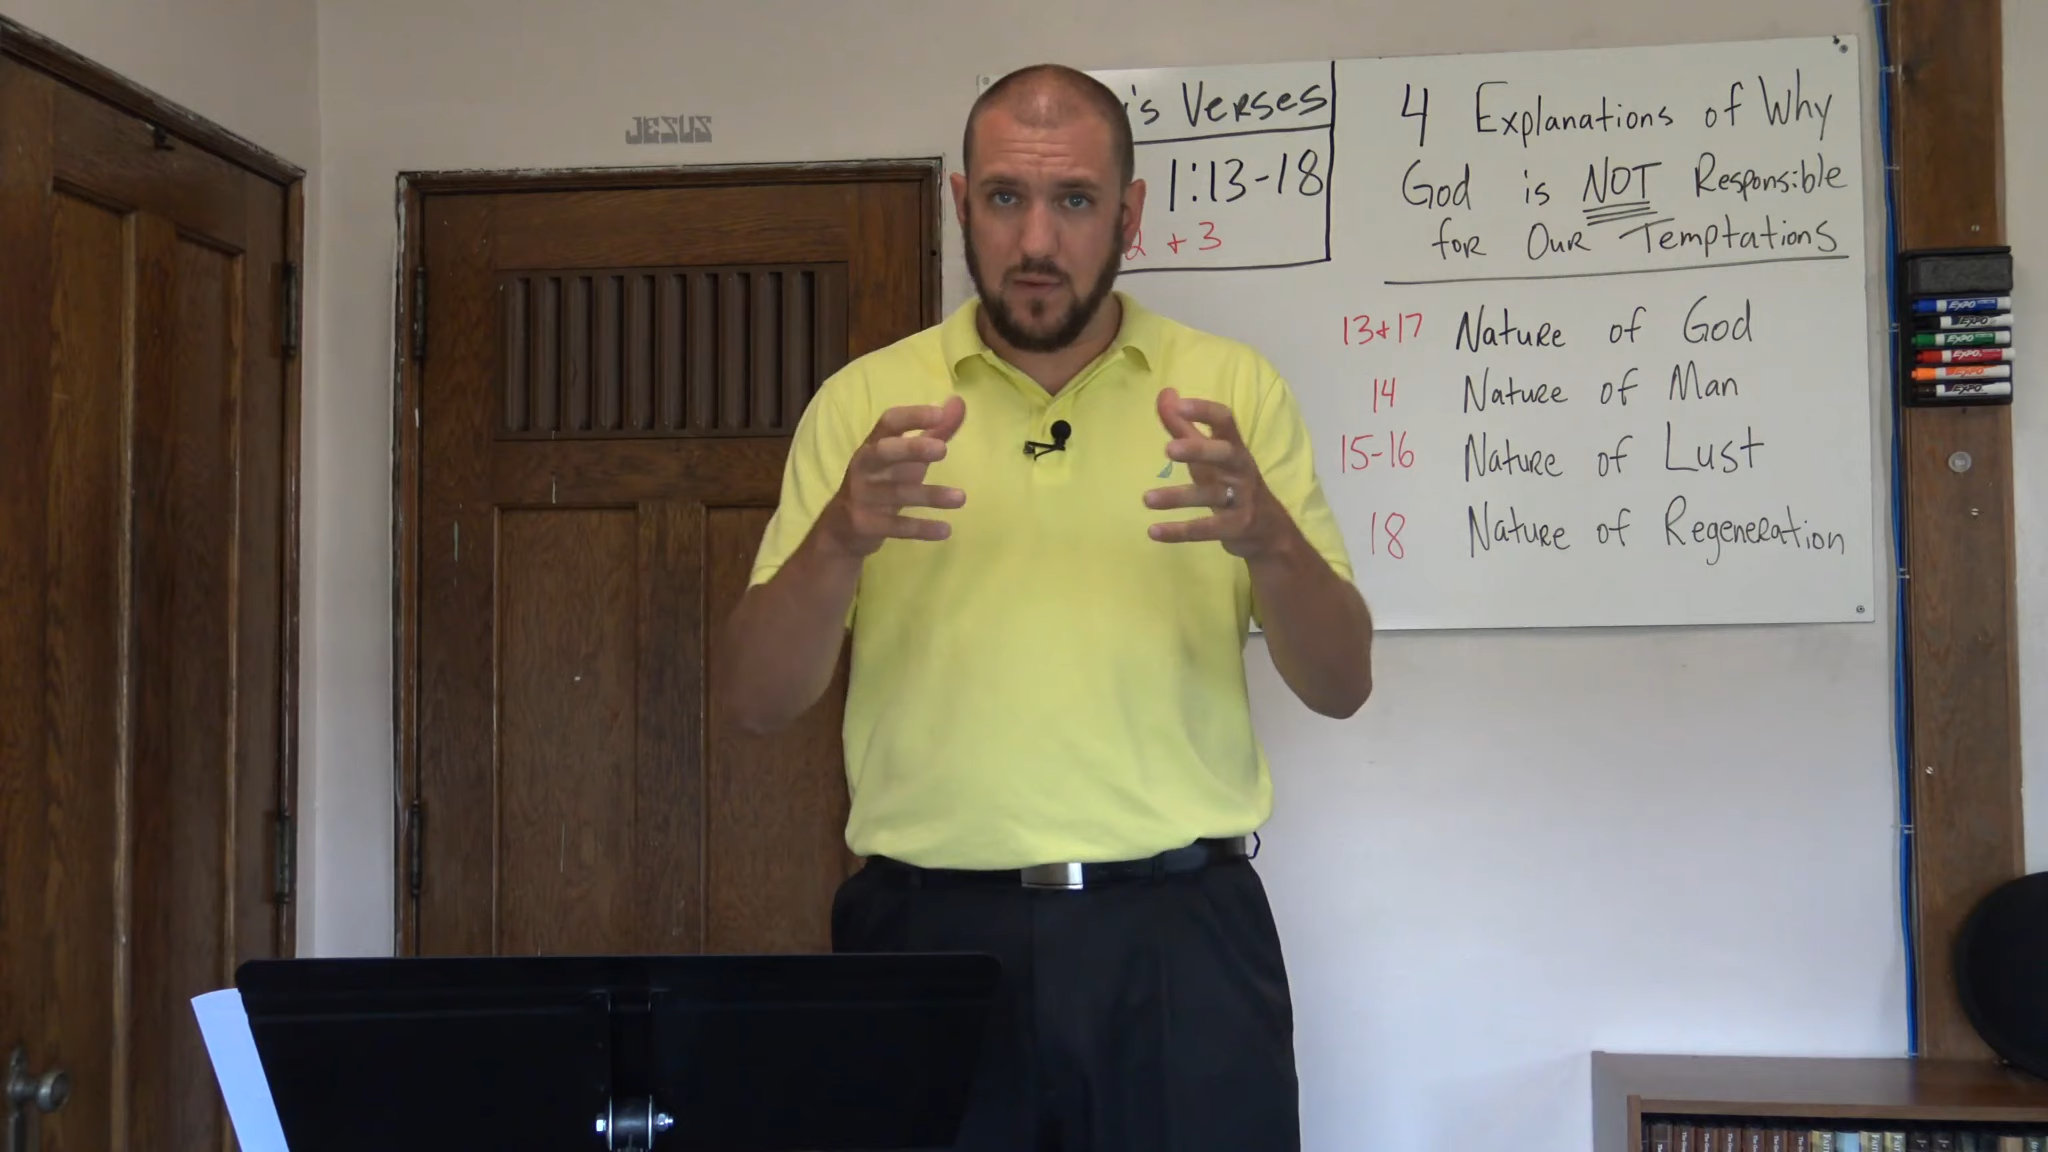 JESUS
's Verses
1:13-18
2 + 3
4 Explanations of Why
God is NOT Responsible
for Our Temptations
13+17 Nature of God
14 Nature of Man
15-16 Nature of Lust
18 Nature of Regeneration
EXPO
EXPO
EXPO
EXPO
EXPO
EXPO